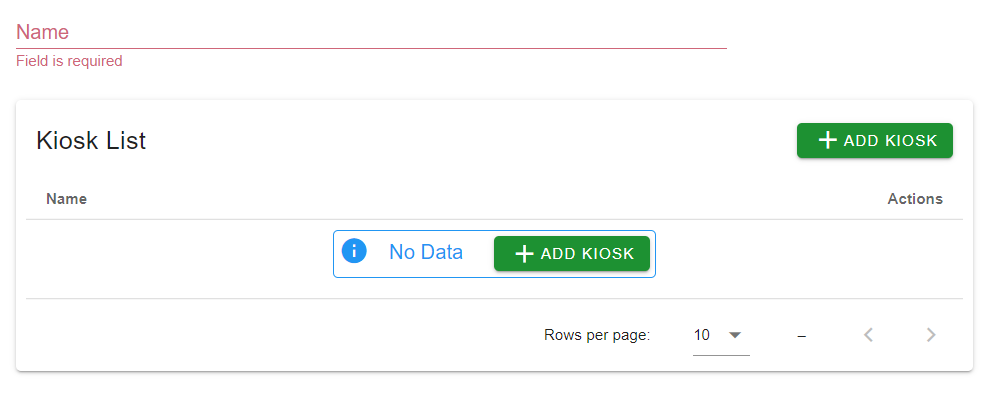 Name
Field is required
Kiosk List
ADD KIOSK
Name Actions
No Data ADD KIOSK
Rows per page: 10 –